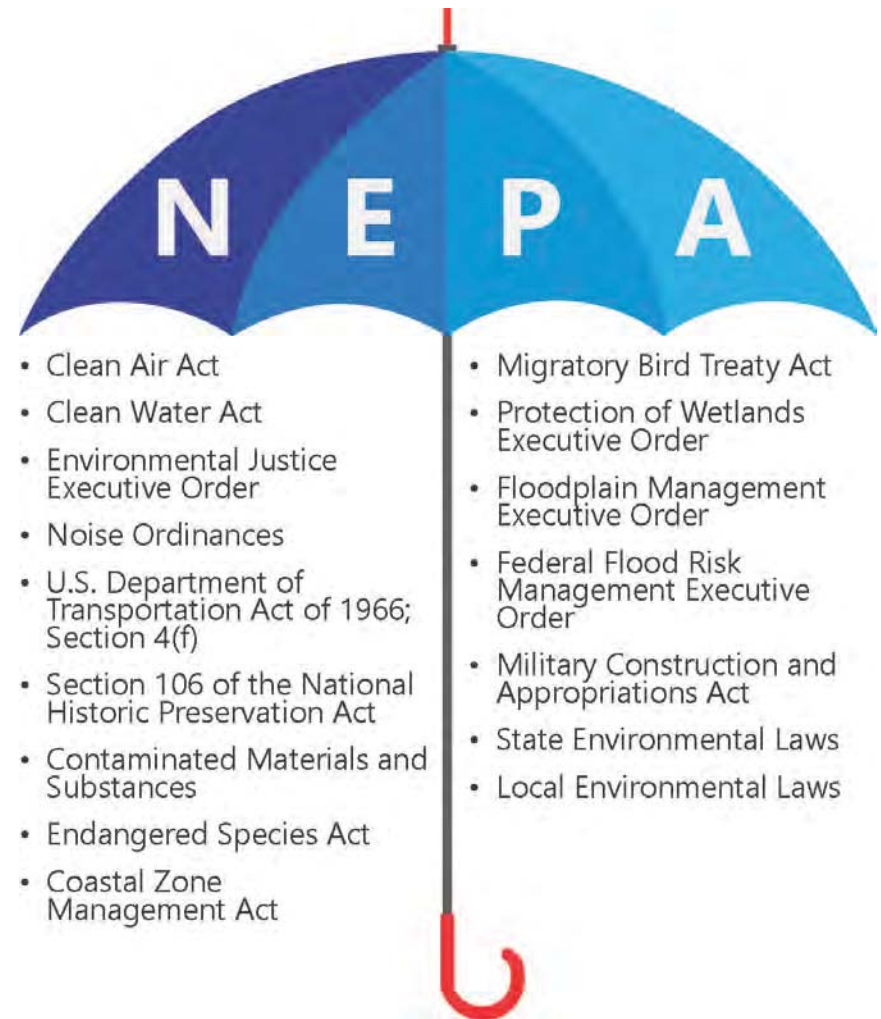 N E P A
• Clean Air Act
• Clean Water Act
• Environmental Justice
Executive Order
• Noise Ordinances
• U.S. Department of
Transportation Act of 1966;
Section 4(f)
• Section 106 of the National
Historic Preservation Act
• Contaminated Materials and
Substances
• Endangered Species Act
• Coastal Zone
Management Act
• Migratory Bird Treaty Act
• Protection of Wetlands
Executive Order
• Floodplain Management
Executive Order
• Federal Flood Risk
Management Executive
Order
• Military Construction and
Appropriations Act
• State Environmental Laws
• Local Environmental Laws